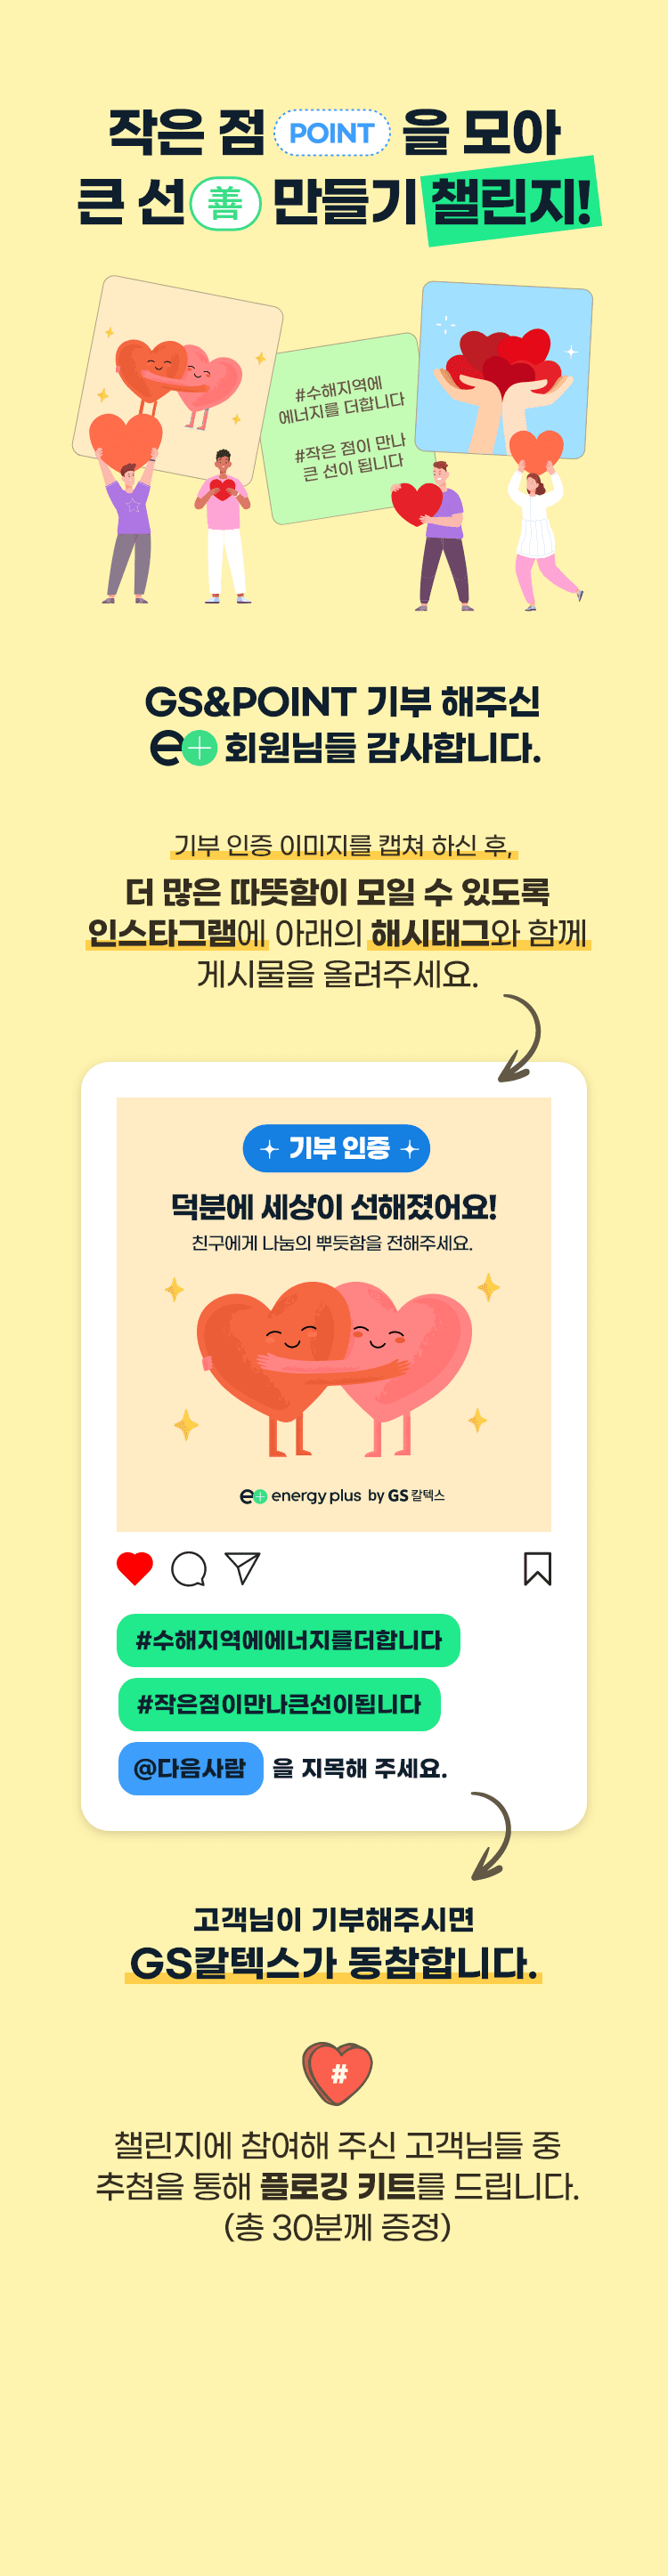 작은 점 POINT 을 모아
큰 선 善 만들기 챌린지!
#수해지역에
에너지를 더합니다
#작은 점이 만나
큰 선이 됩니다
GS&POINT 기부 해주신
e+ 회원님들 감사합니다.
기부 인증 이미지를 캡쳐 하신 후,
더 많은 따뜻함이 모일 수 있도록
인스타그램에 아래의 해시태그와 함께
게시물을 올려주세요.
기부 인증
덕분에 세상이 선해졌어요!
친구에게 나눔의 뿌듯함을 전해주세요.
e+ energy plus by GS칼텍스
#수해지역에에너지를더합니다
#작은점이만나큰선이됩니다
@다음사람 을 지목해 주세요.
고객님이 기부해주시면
GS칼텍스가 동참합니다.
#
챌린지에 참여해 주신 고객님들 중
추첨을 통해 플로깅 키트를 드립니다.
(총 30분께 증정)